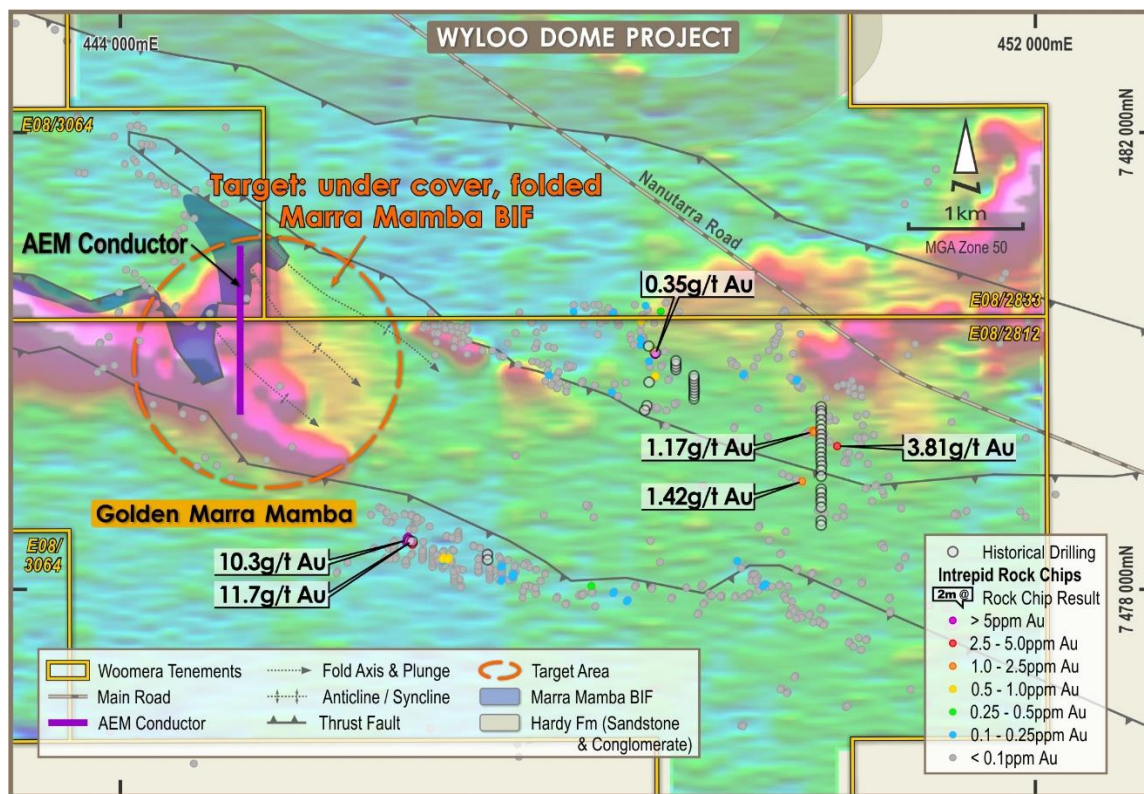 WYLOO DOME PROJECT
444 000mE
452 000mE
7 482 000mN
E08/3064
Target: under cover, folded
Marra Mamba BIF
AEM Conductor
Nanutarra Road
1km
MGA Zone 50
E08/2833
E08/2812
0.35g/t Au
1.17g/t Au
3.81g/t Au
1.42g/t Au
Golden Marra Mamba
10.3g/t Au
11.7g/t Au
E08/
3064
7 478 000mN
Woomera Tenements
Main Road
AEM Conductor
Fold Axis & Plunge
Anticline / Syncline
Thrust Fault
Target Area
Marra Mamba BIF
Hardy Fm (Sandstone
& Conglomerate)
Historical Drilling
Intrepid Rock Chips
2m @
Rock Chip Result
> 5ppm Au
2.5 - 5.0ppm Au
1.0 - 2.5ppm Au
0.5 - 1.0ppm Au
0.25 - 0.5ppm Au
0.1 - 0.25ppm Au
< 0.1ppm Au